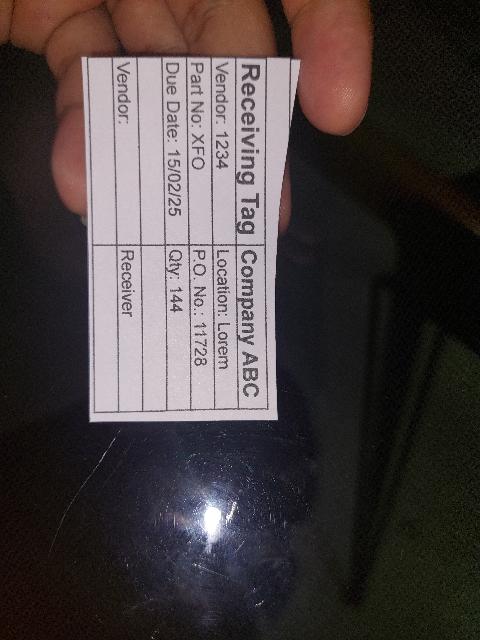 Receiving Tag Company ABC
Vendor: 1234 Location: Lorem
Part No: XFO P.O. No.: 11728
Due Date: 15/02/25 Qty: 144
Vendor: Receiver